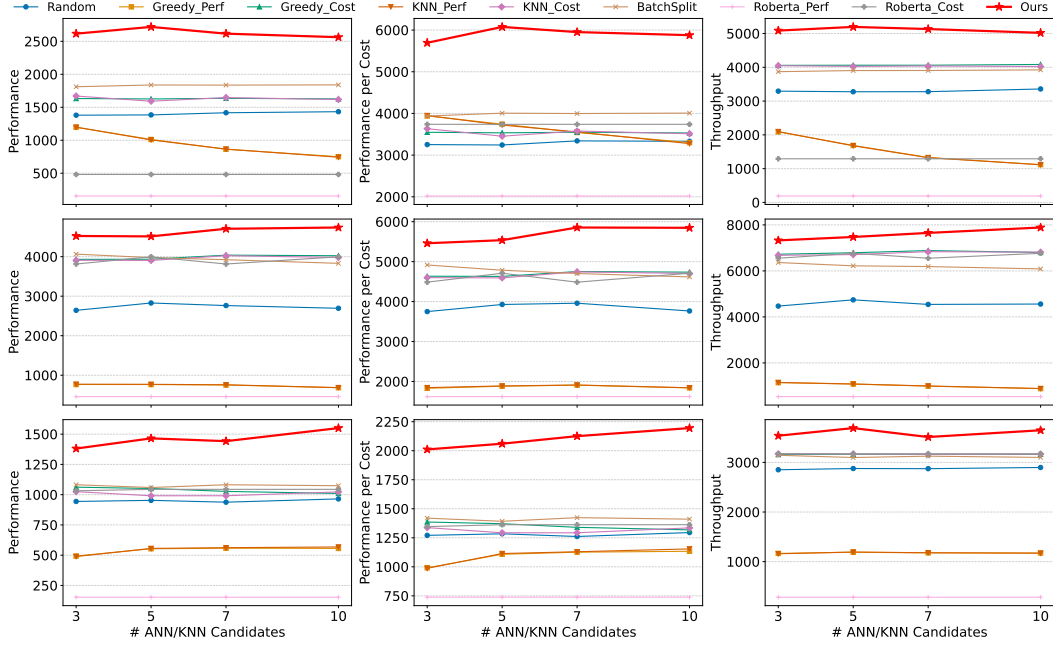 Random Greedy_Perf Greedy_Cost KNN_Perf KNN_Cost BatchSplit Roberta_Perf Roberta_Cost Ours
Performance
2500
2000
1500
1000
500
Performance per Cost
6000
5000
4000
3000
2000
Throughput
5000
4000
3000
2000
1000
0
Performance
4000
3000
2000
1000
Performance per Cost
6000
5000
4000
3000
2000
Throughput
8000
6000
4000
2000
Performance
1500
1250
1000
750
500
250
3 5 7 10
# ANN/KNN Candidates
Performance per Cost
2250
2000
1750
1500
1250
1000
750
3 5 7 10
# ANN/KNN Candidates
Throughput
3000
2000
1000
3 5 7 10
# ANN/KNN Candidates